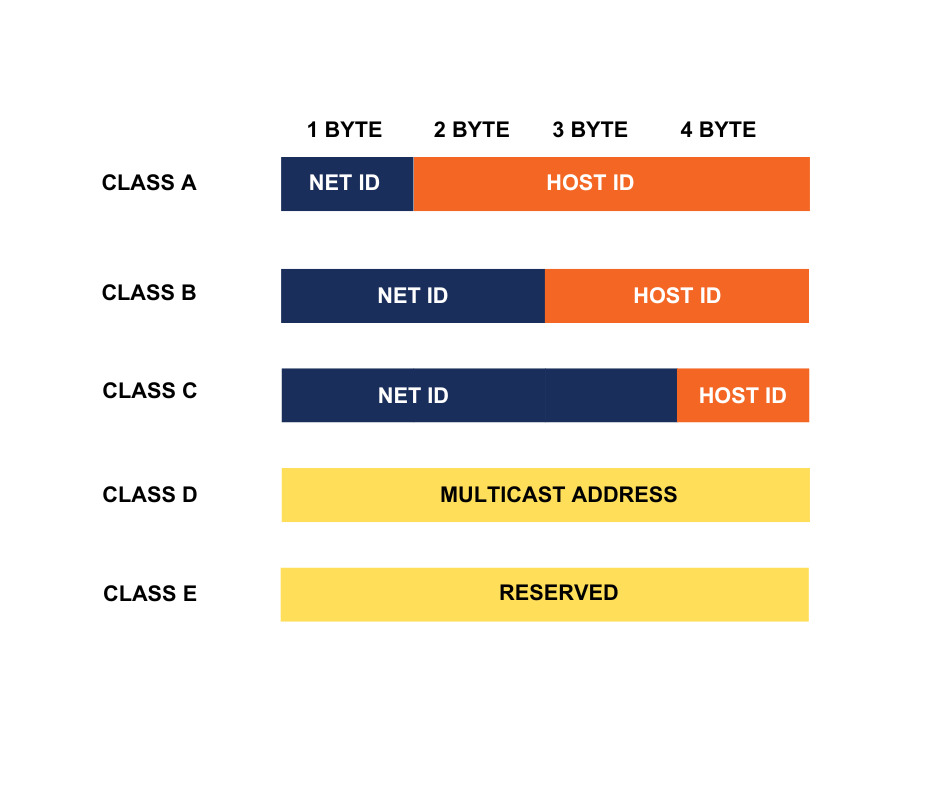 1 BYTE 2 BYTE 3 BYTE 4 BYTE
CLASS A NET ID HOST ID
CLASS B NET ID HOST ID
CLASS C NET ID HOST ID
CLASS D MULTICAST ADDRESS
CLASS E RESERVED